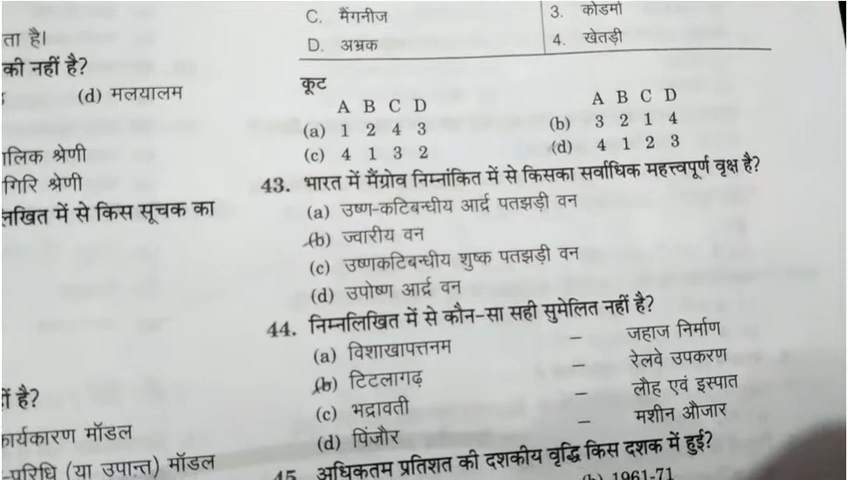 ता है।
की नहीं है?
(d) मलयालम
ालिक श्रेणी
गिरि श्रेणी
लखित में से किस सूचक का
हीं है?
कार्यकारण मॉडल
-परिधि (या उपान्त) मॉडल
C. मैंगनीज 3. कोडर्मा
D. अभ्रक 4. खेतड़ी
कूट
A B C D A B C D
(a) 1 2 4 3 (b) 3 2 1 4
(c) 4 1 3 2 (d) 4 1 2 3
43. भारत में मैंग्रोव निम्नांकित में से किसका सर्वाधिक महत्त्वपूर्ण वृक्ष है?
(a) उष्ण-कटिबन्धीय आर्द्र पतझड़ी वन
(b) ज्वारीय वन
(c) उष्णकटिबन्धीय शुष्क पतझड़ी वन
(d) उपोष्ण आर्द्र वन
44. निम्नलिखित में से कौन-सा सही सुमेलित नहीं है?
(a) विशाखापत्तनम – जहाज निर्माण
(b) टिटलागढ़ – रेलवे उपकरण
(c) भद्रावती – लौह एवं इस्पात
(d) पिंजौर – मशीन औजार
45. अधिकतम प्रतिशत की दशकीय वृद्धि किस दशक में हुई?
(b) 1961-71